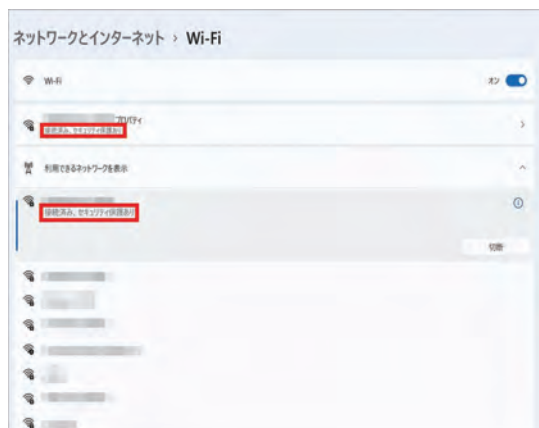 ネットワークとインターネット › Wi-Fi
Wi-Fi
オン
プロパティ
接続済み、セキュリティ保護あり
利用できるネットワークを表示
接続済み、セキュリティ保護あり
切断